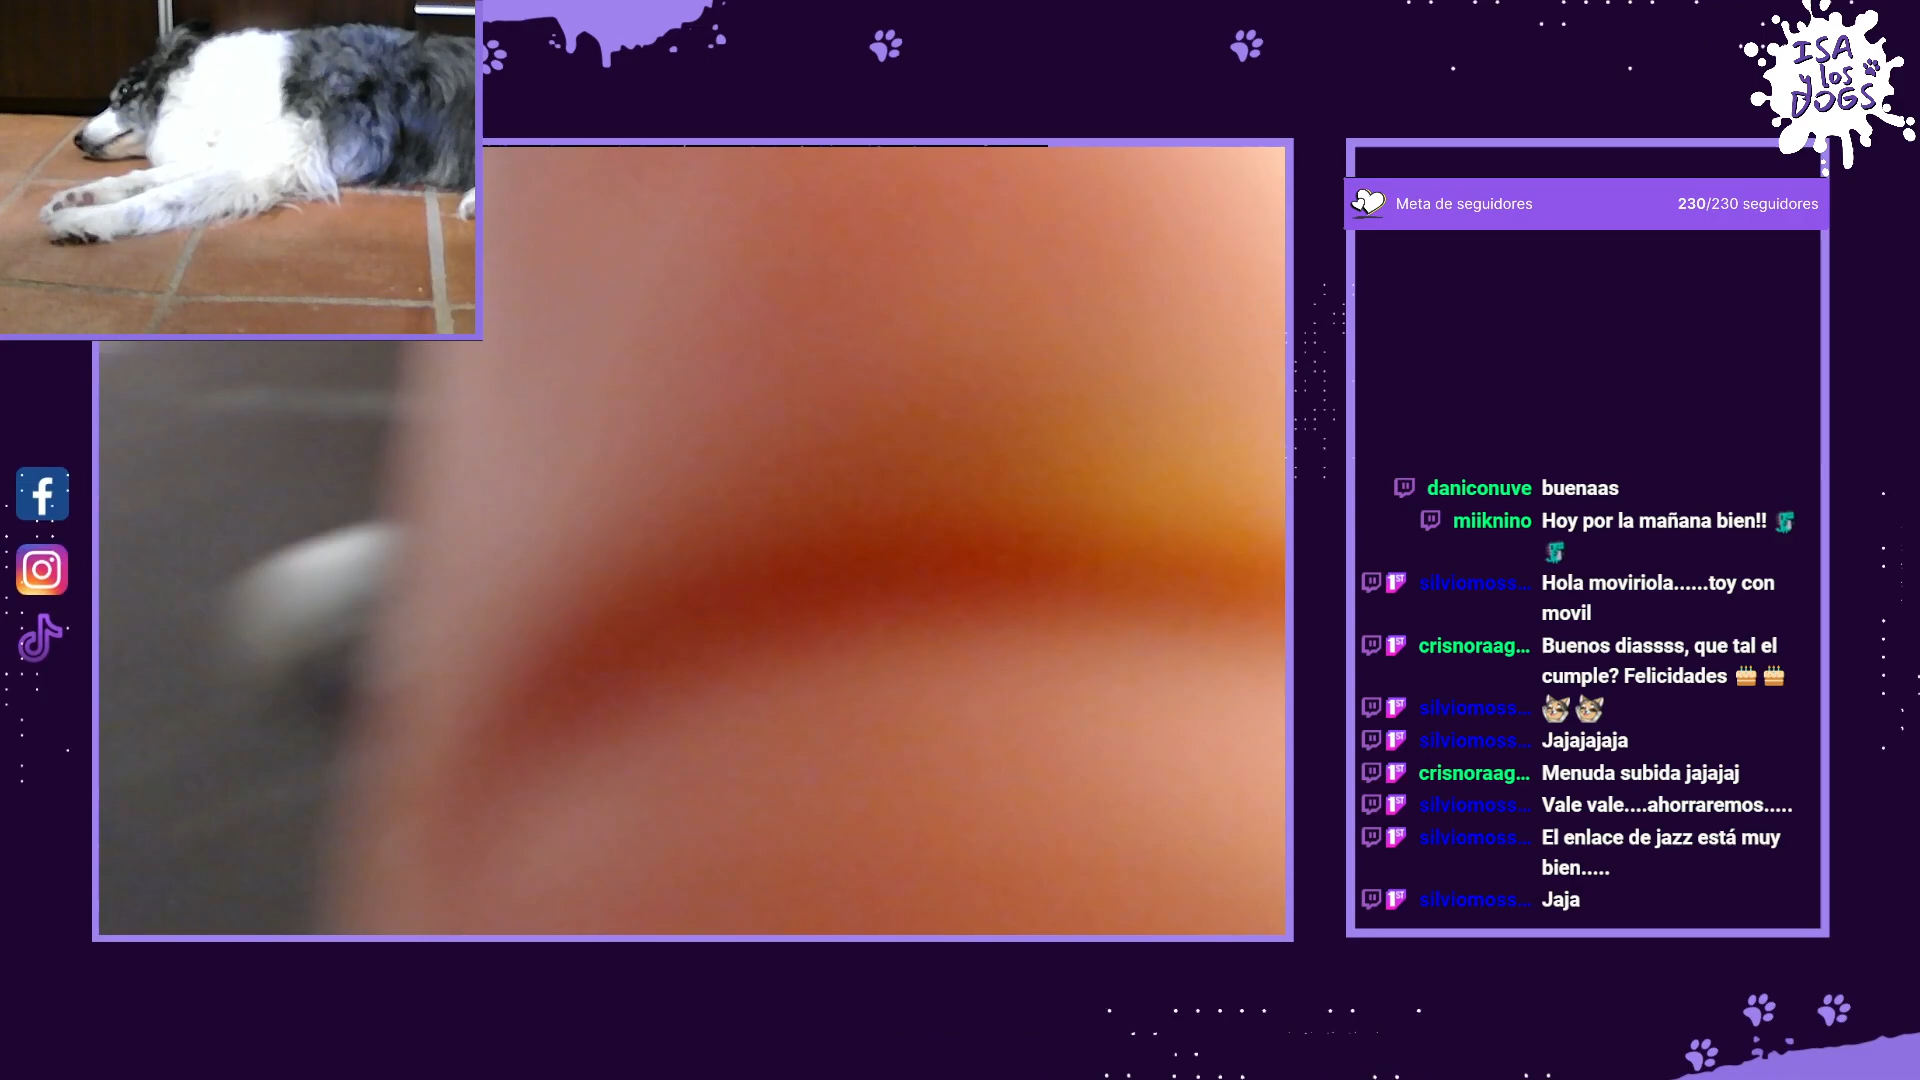 ISA
y los
DOGS
Meta de seguidores 230/230 seguidores
daniconuve buenaas
miiknino Hoy por la mañana bien!!
silviomoss... Hola moviriola......toy con
movil
crisnoraag... Buenos diassss, que tal el
cumple? Felicidades
silviomoss...
silviomoss... Jajajajaja
crisnoraag... Menuda subida jajajaj
silviomoss... Vale vale....ahorraremos.....
silviomoss... El enlace de jazz está muy
bien.....
silviomoss... Jaja